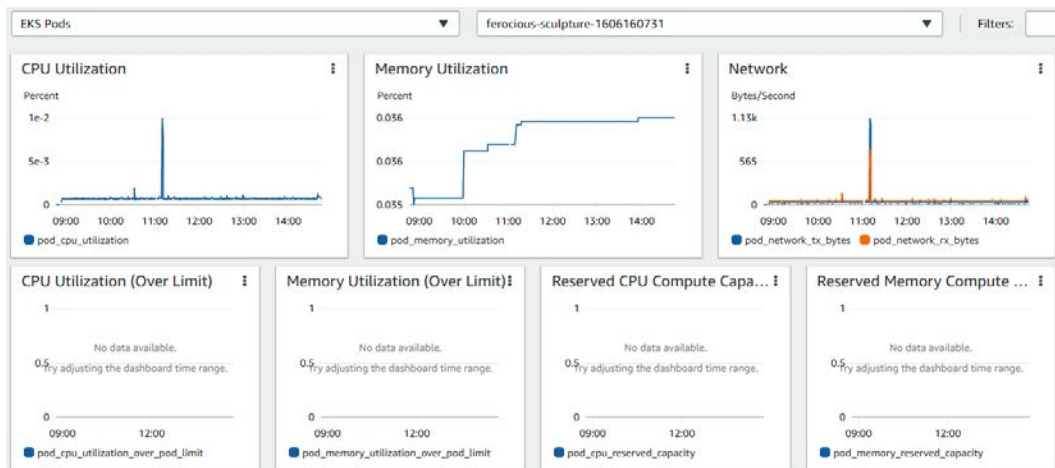 EKS Pods
ferocious-sculpture-1606160731
Filters:
CPU Utilization
Percent
1e-2
5e-3
0
09:00 10:00 11:00 12:00 13:00 14:00
pod_cpu_utilization
Memory Utilization
Percent
0.036
0.036
0.035
09:00 10:00 11:00 12:00 13:00 14:00
pod_memory_utilization
Network
Bytes/Second
1.13k
565
0
09:00 10:00 11:00 12:00 13:00 14:00
pod_network_tx_bytes pod_network_rx_bytes
CPU Utilization (Over Limit)
1
No data available.
0.5
Try adjusting the dashboard time range.
0
09:00 12:00
pod_cpu_utilization_over_pod_limit
Memory Utilization (Over Limit)
1
No data available.
0.5
Try adjusting the dashboard time range.
0
09:00 12:00
pod_memory_utilization_over_pod_limit
Reserved CPU Compute Capa...
1
No data available.
0.5
Try adjusting the dashboard time range.
0
09:00 12:00
pod_cpu_reserved_capacity
Reserved Memory Compute ...
1
No data available.
0.5
Try adjusting the dashboard time range.
0
09:00 12:00
pod_memory_reserved_capacity